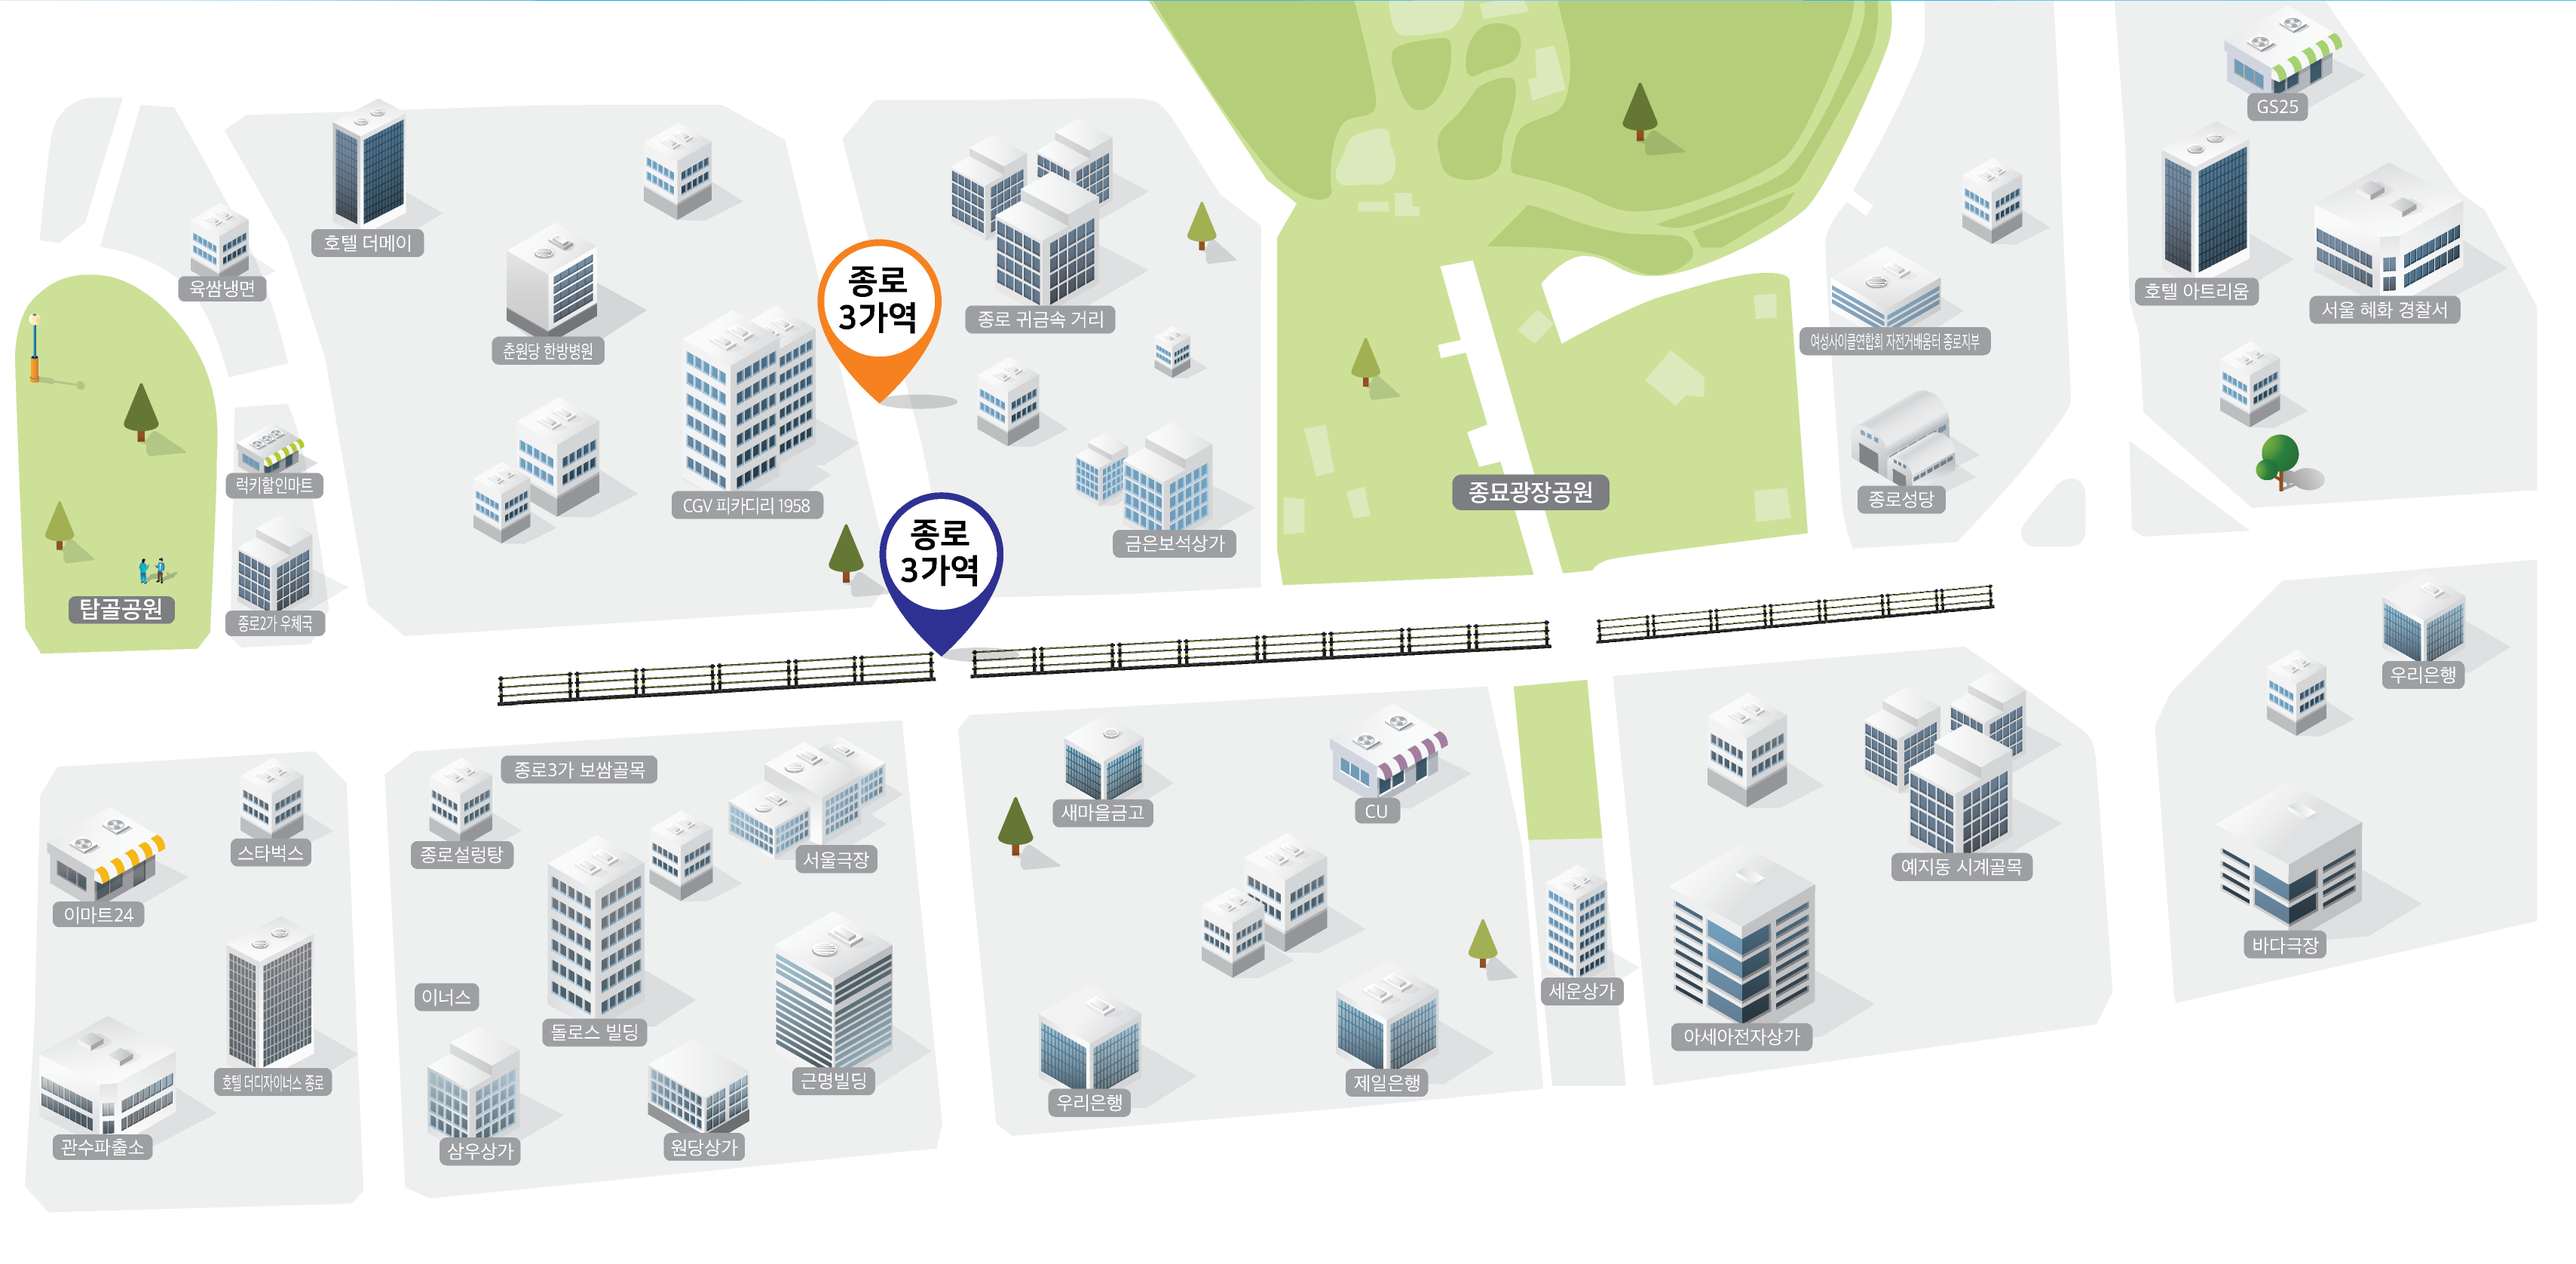 GS25
호텔 더메이
육쌈냉면
종로
3가역
종로 귀금속 거리
호텔 아트리움
서울 혜화 경찰서
춘원당 한방병원
여성사이클연합회 자전거배움터 종로지부
럭키할인마트
CGV 피카디리 1958
종묘광장공원
종로성당
종로
3가역
금은보석상가
탑골공원
종로2가 우체국
우리은행
종로3가 보쌈골목
스타벅스
종로설렁탕
서울극장
새마을금고
CU
예지동 시계골목
이마트24
바다극장
이너스
세운상가
돌로스 빌딩
아세아전자상가
호텔 더디자이너스 종로
근명빌딩
제일은행
우리은행
관수파출소
삼우상가
원당상가